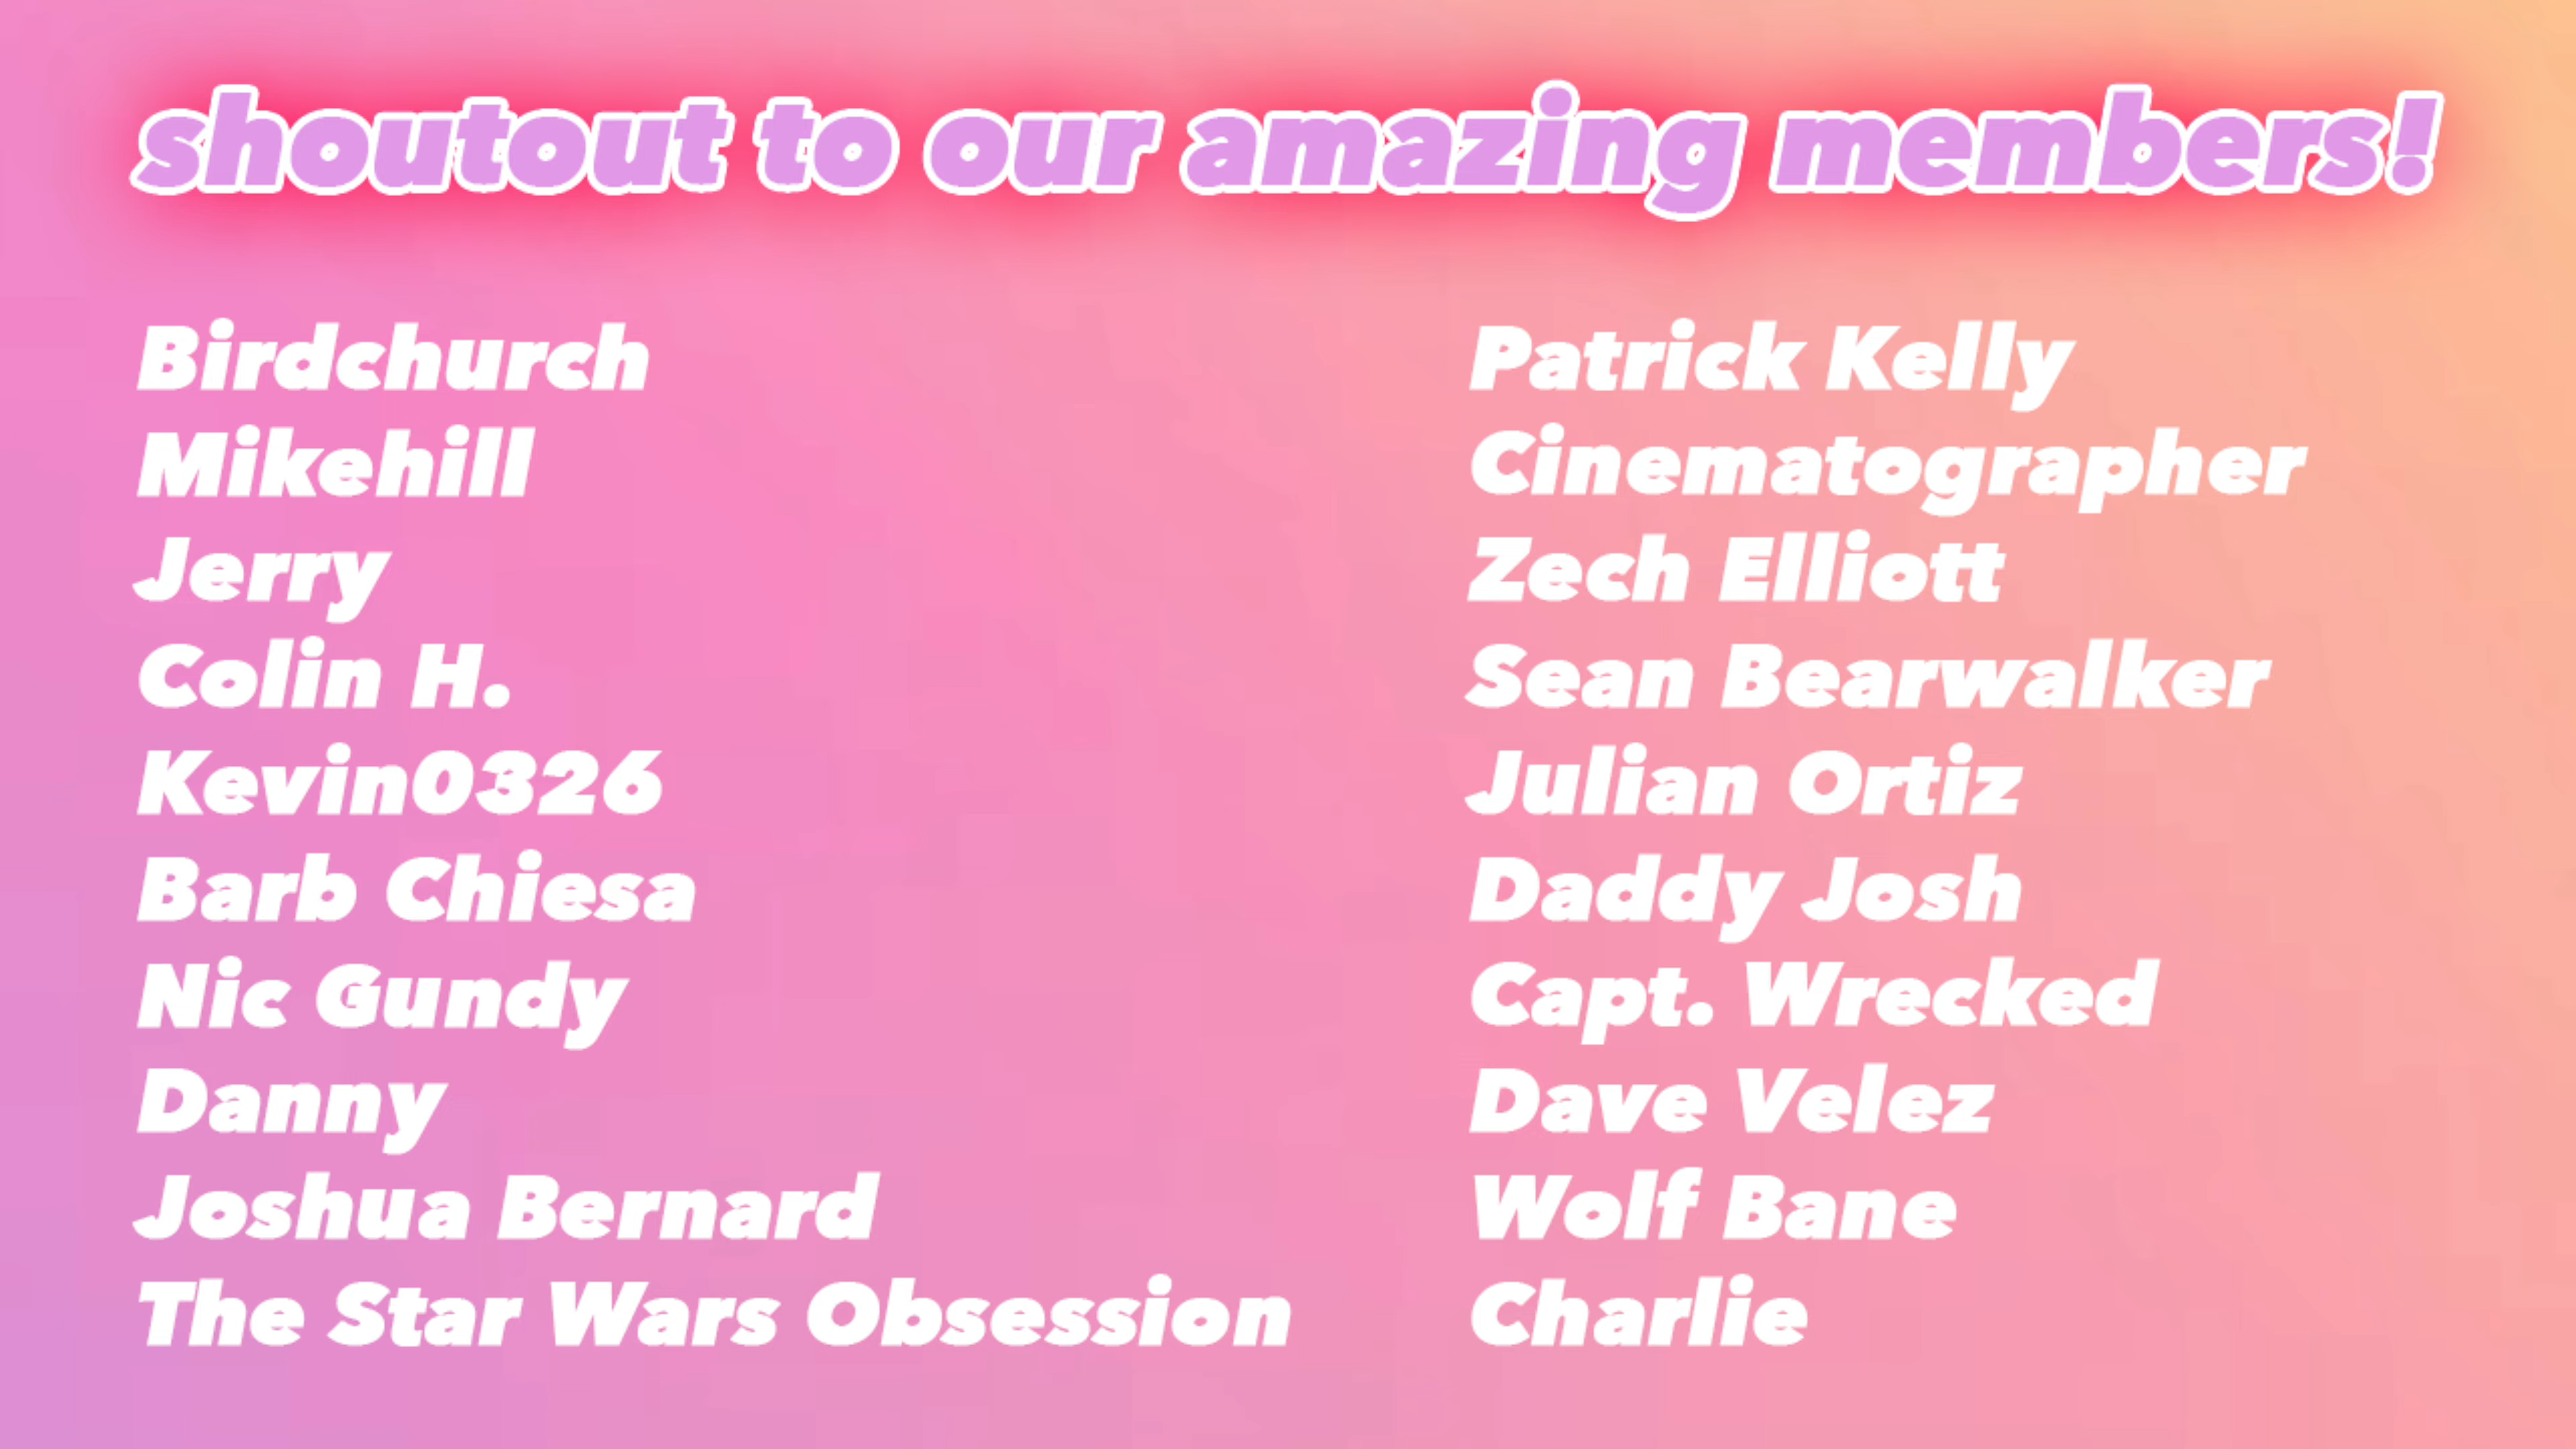 shoutout to our amazing members!
Birdchurch
Mikehill
Jerry
Colin H.
Kevin0326
Barb Chiesa
Nic Gundy
Danny
Joshua Bernard
The Star Wars Obsession
Patrick Kelly
Cinematographer
Zech Elliott
Sean Bearwalker
Julian Ortiz
Daddy Josh
Capt. Wrecked
Dave Velez
Wolf Bane
Charlie